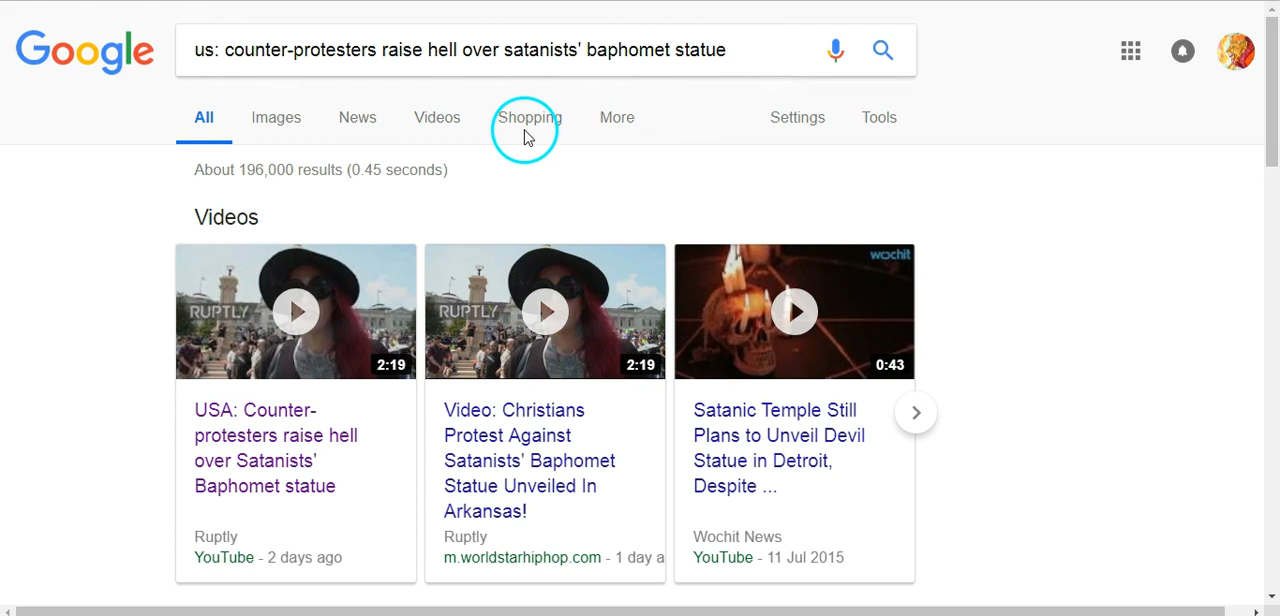 Google
us: counter-protesters raise hell over satanists' baphomet statue
All Images News Videos Shopping More Settings Tools
About 196,000 results (0.45 seconds)
Videos
RUPTLY
2:19
RUPTLY
2:19
wochit
0:43
USA: Counter-
protesters raise hell
over Satanists'
Baphomet statue
Ruptly
YouTube - 2 days ago
Video: Christians
Protest Against
Satanists' Baphomet
Statue Unveiled In
Arkansas!
Ruptly
m.worldstarhiphop.com - 1 day a
Satanic Temple Still
Plans to Unveil Devil
Statue in Detroit,
Despite ...
Wochit News
YouTube - 11 Jul 2015